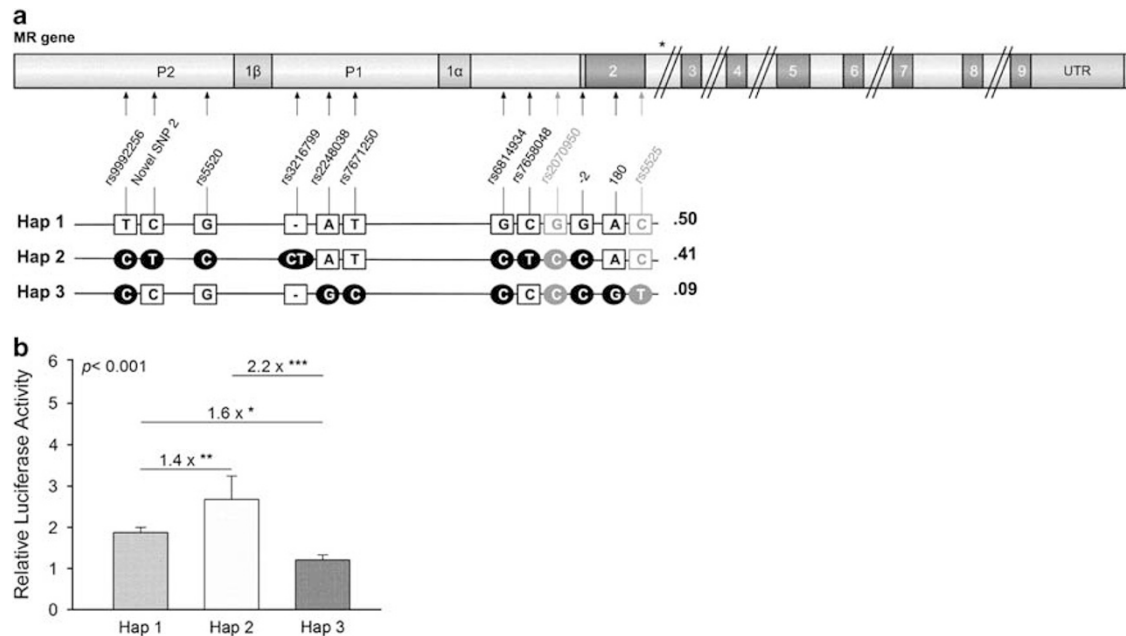 a
MR gene
P2 1β P1 1α 2 * 3 4 5 6 7 8 9 UTR
rs9992256 Novel SNP 2 rs5520 rs3216799 rs2248038 rs7671250 rs6814934 rs7658048 rs2070950 -2 180 rs5525
Hap 1 T C G - A T G C G G A C .50
Hap 2 C T C CT A T C T C C A C .41
Hap 3 C C G - G C C C C C G T .09
b
Relative Luciferase Activity
p< 0.001
2.2 x ***
1.6 x *
1.4 x **
6
5
4
3
2
1
0
Hap 1 Hap 2 Hap 3